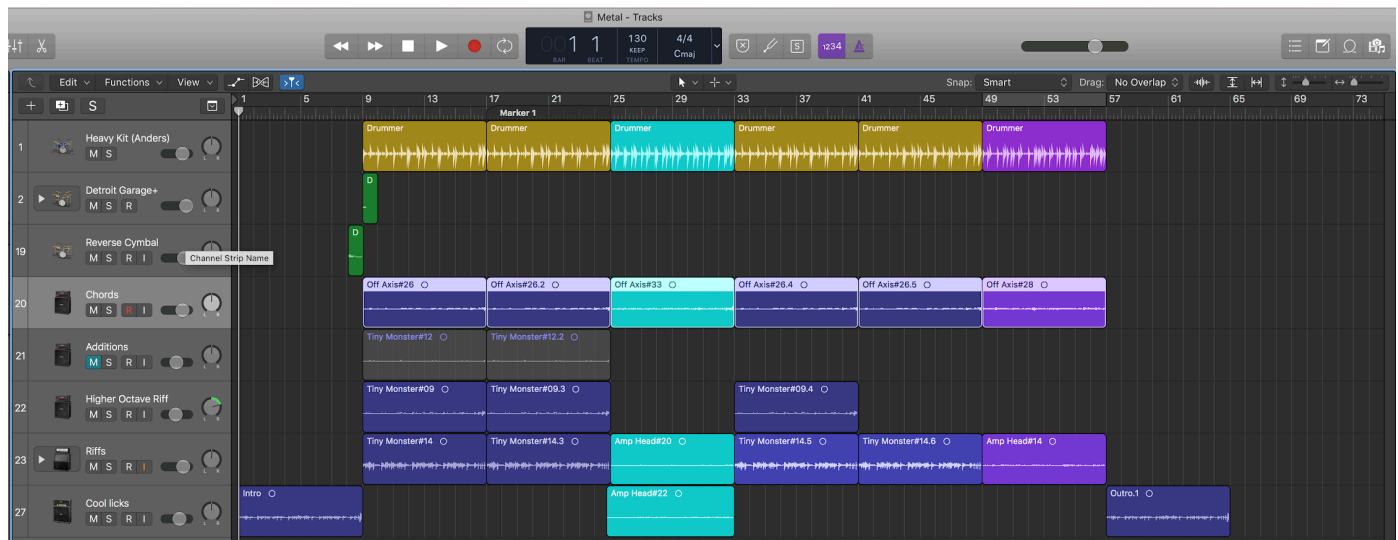 Metal - Tracks
001 1 130 4/4
KEEP Cmaj
BAR BEAT TEMPO
S 1234
Edit Functions View Snap: Smart Drag: No Overlap
S 1 5 9 13 17 21 25 29 33 37 41 45 49 53 57 61 65 69 73
Marker 1
1 Heavy Kit (Anders) Drummer Drummer Drummer Drummer Drummer Drummer
M S L R
2 Detroit Garage+ D
M S R L R
19 Reverse Cymbal D
M S R I Channel Strip Name
20 Chords Off Axis#26 Off Axis#26.2 Off Axis#33 Off Axis#26.4 Off Axis#26.5 Off Axis#28
M S R I L R
21 Additions Tiny Monster#12 Tiny Monster#12.2
M S R I L R
22 Higher Octave Riff Tiny Monster#09 Tiny Monster#09.3 Tiny Monster#09.4
M S R I L R
23 Riffs Tiny Monster#14 Tiny Monster#14.3 Amp Head#20 Tiny Monster#14.5 Tiny Monster#14.6 Amp Head#14
M S R I L R
27 Cool licks Intro Amp Head#22 Outro.1
M S R I L R